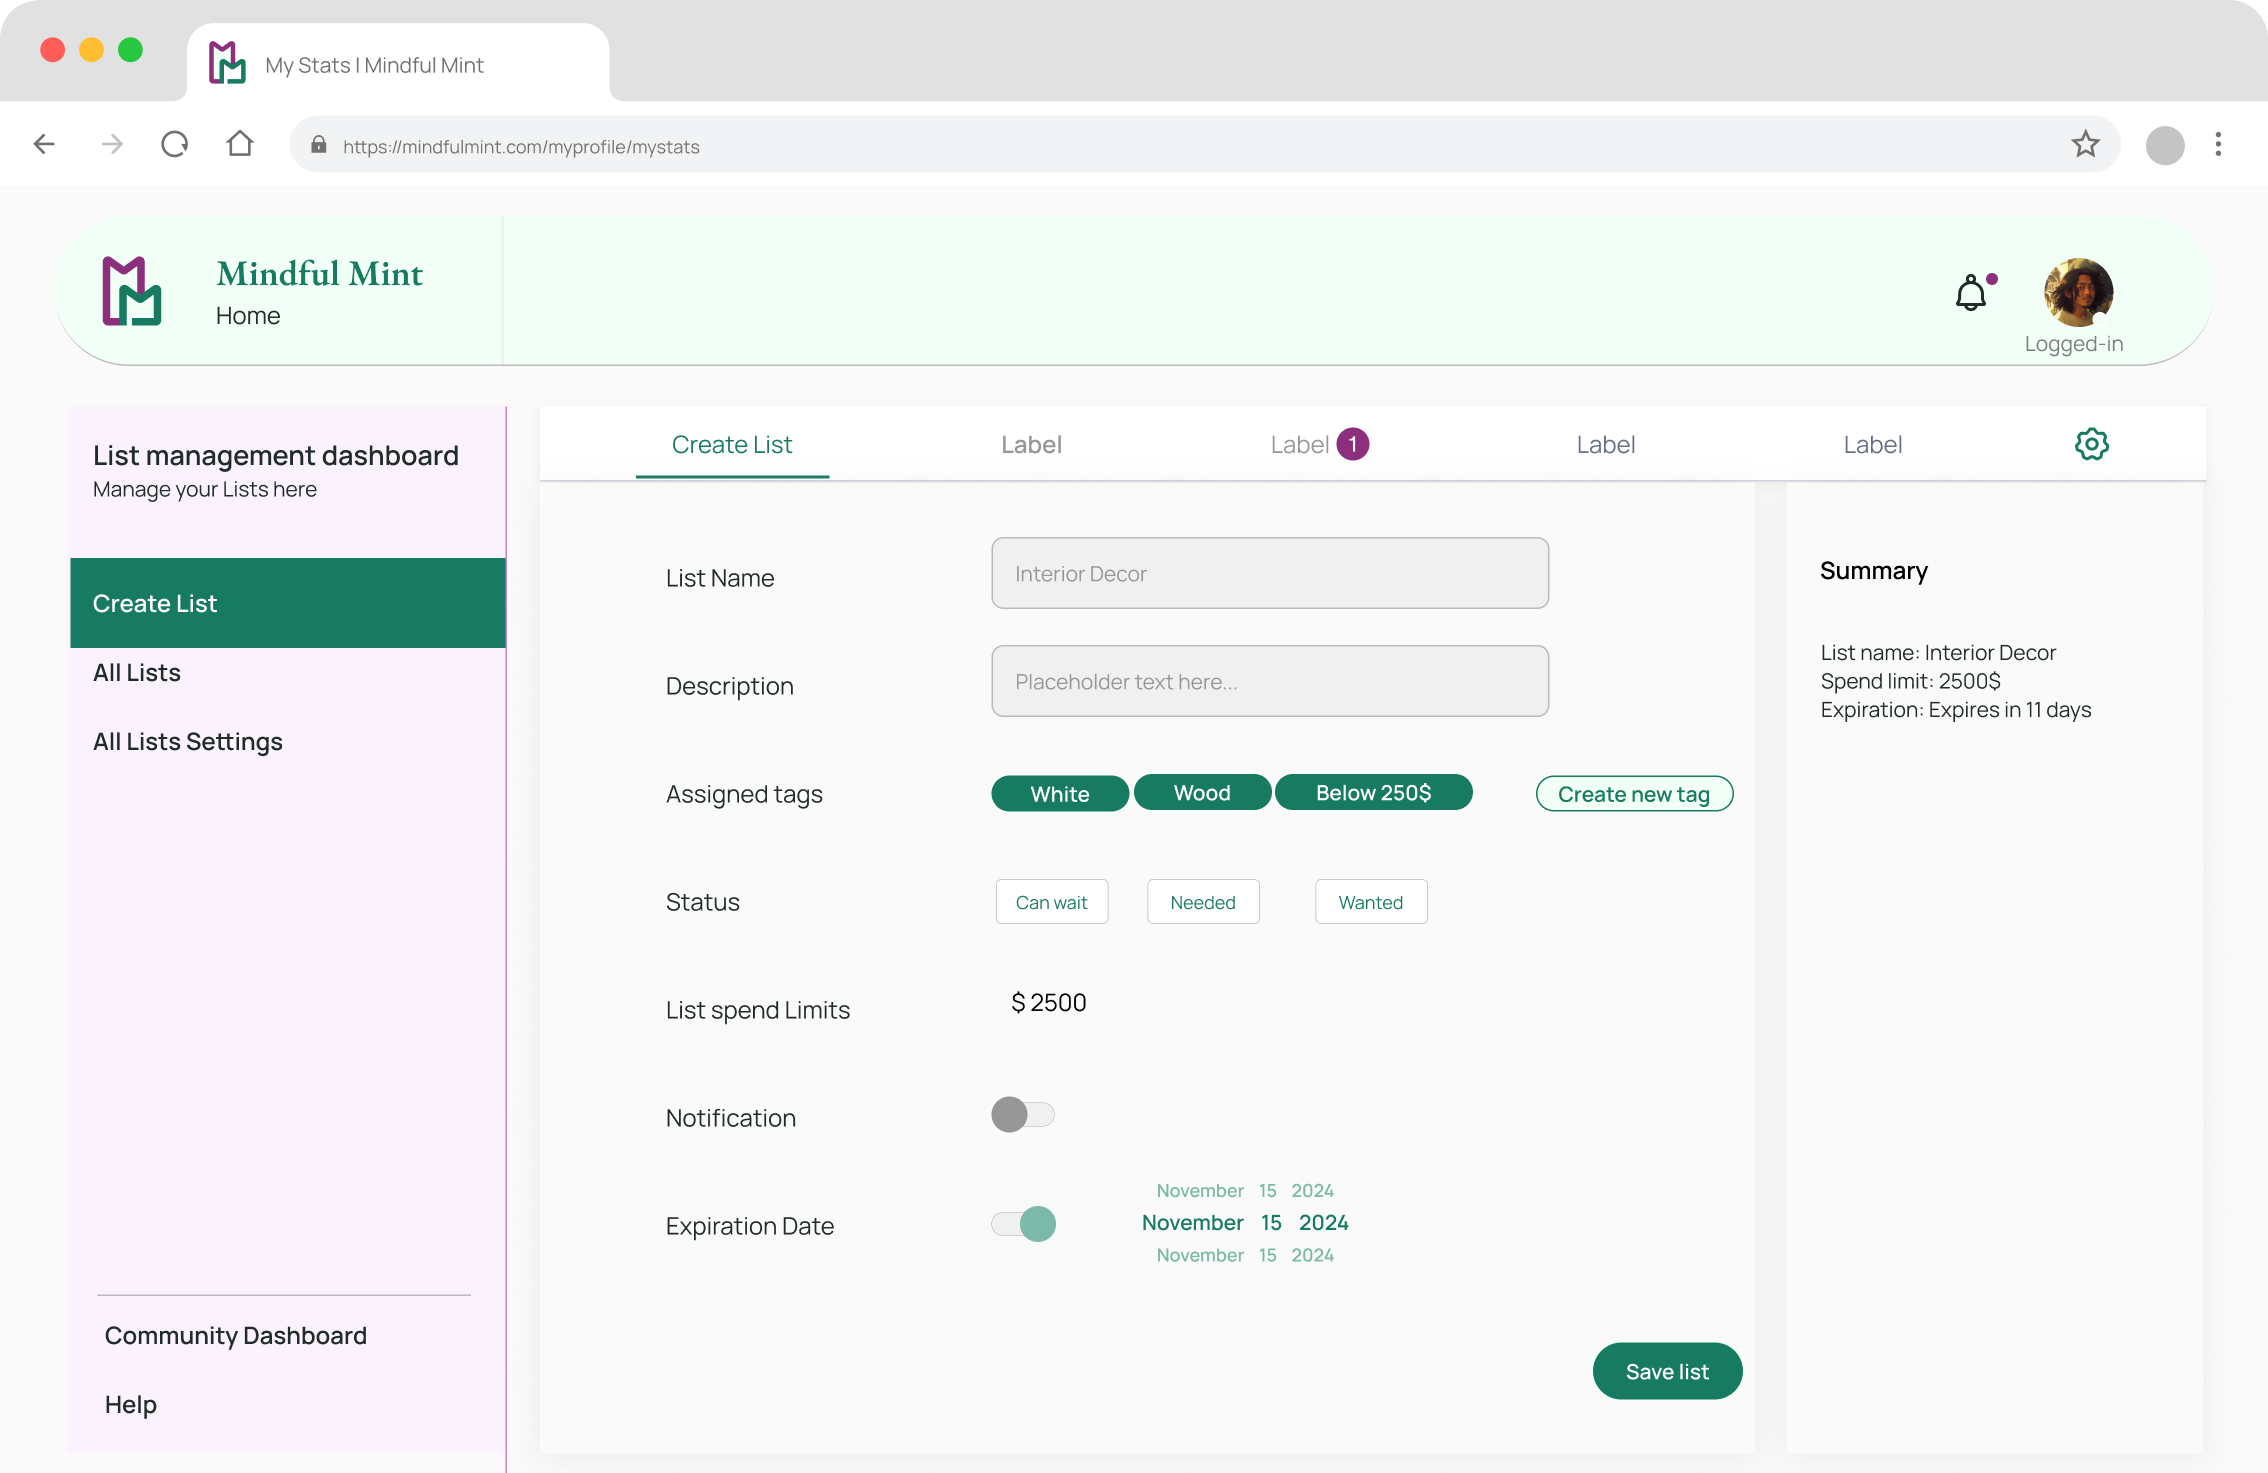 My Stats | Mindful Mint
https://mindfulmint.com/myprofile/mystats
Mindful Mint
Home
Logged-in
List management dashboard
Manage your Lists here
Create List
All Lists
All Lists Settings
Community Dashboard
Help
Create List
Label
Label 1
Label
Label
List Name
Interior Decor
Description
Placeholder text here...
Assigned tags
White
Wood
Below 250$
Create new tag
Status
Can wait
Needed
Wanted
List spend Limits
$ 2500
Notification
Expiration Date
November 15 2024
November 15 2024
November 15 2024
Save list
Summary
List name: Interior Decor
Spend limit: 2500$
Expiration: Expires in 11 days